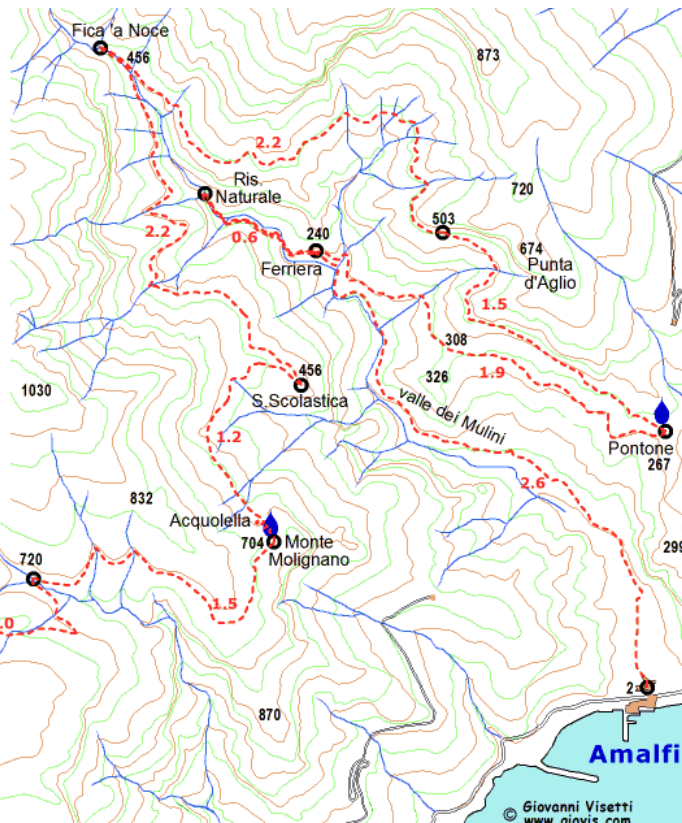 Fica 'a Noce
456
873
2.2
Ris.
Naturale
720
503
240
2.2
0.6
674
Punta
d'Aglio
Ferriera
1.5
308
456
326
1.9
1030
S.Scolastica
valle dei Mulini
1.2
Pontone
267
2.6
832
Acquolella
704
Monte
Molignano
299
720
1.5
.0
2
870
Amalfi
© Giovanni Visetti
www.giovis.com